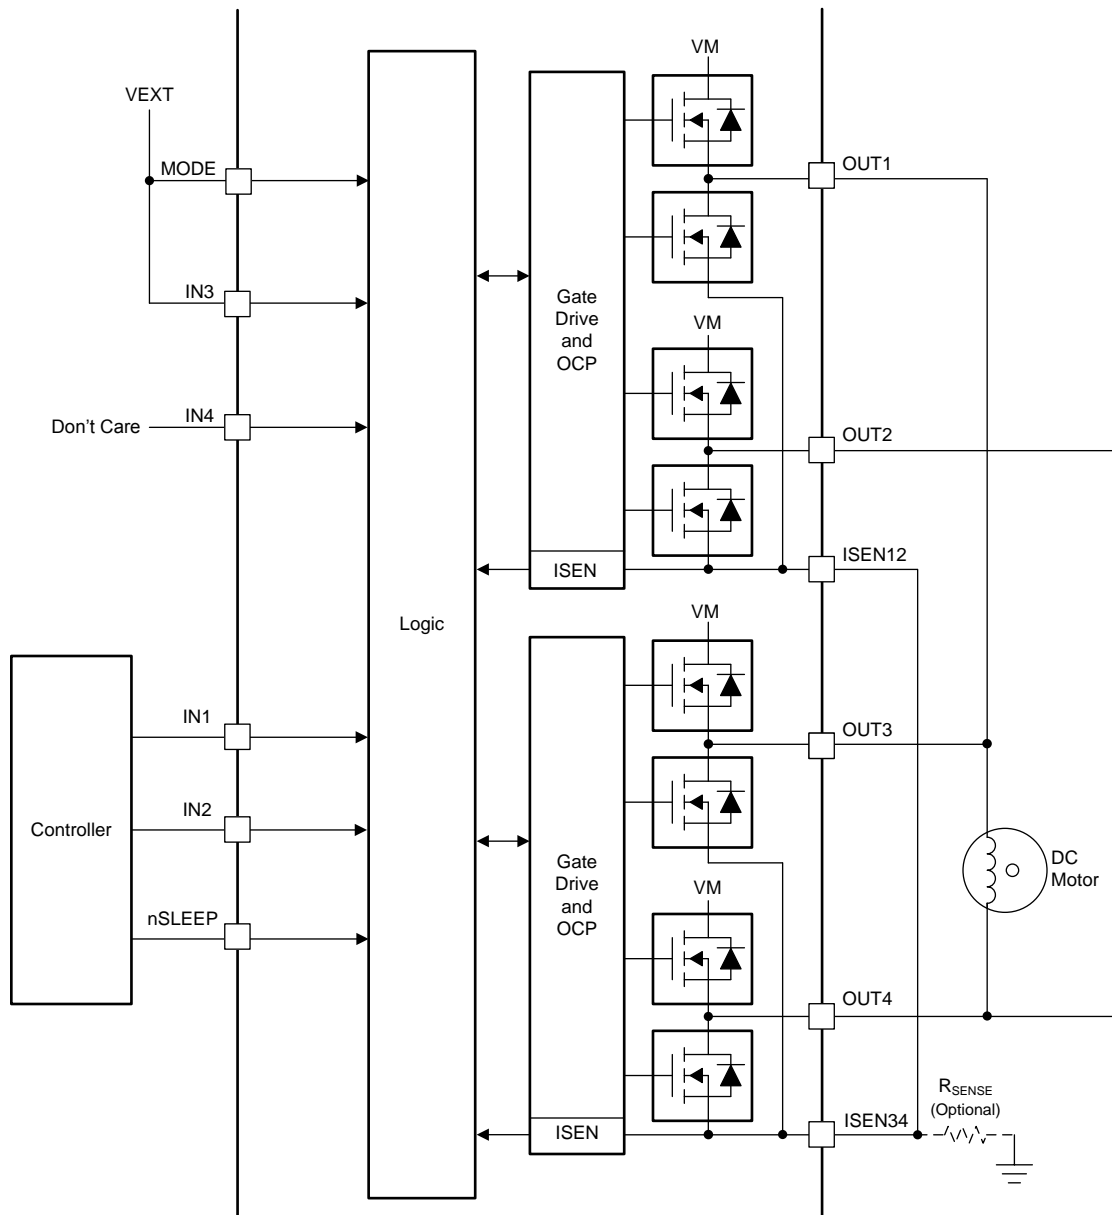 VM
VEXT
MODE
OUT1
IN3
Gate
Drive
and
OCP
VM
Don't Care
IN4
OUT2
ISEN
ISEN12
Logic
VM
IN1
OUT3
Controller
IN2
Gate
Drive
and
OCP
DC
Motor
VM
nSLEEP
OUT4
RSENSE
(Optional)
ISEN
ISEN34